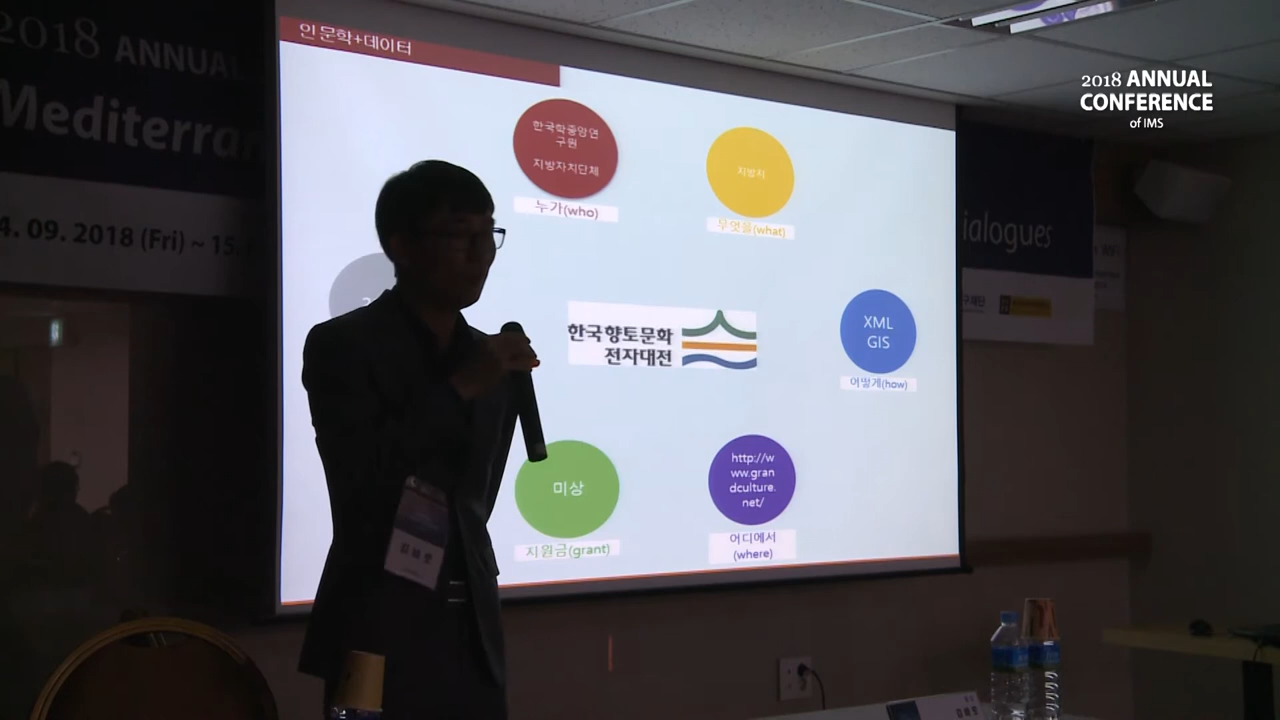 2018 ANNUAL
Mediterran
4. 09. 2018 (Fri) ~ 15.
인문학+데이터
한국학중앙연
구원
지방자치단체
누가(who)
지방지
무엇을(what)
한국향토문화
전자대전
XML
GIS
어떻게(how)
미상
지원금(grant)
http://w
ww.gran
dculture.
net/
어디에서
(where)
ialogues
2018 ANNUAL
CONFERENCE
of IMS